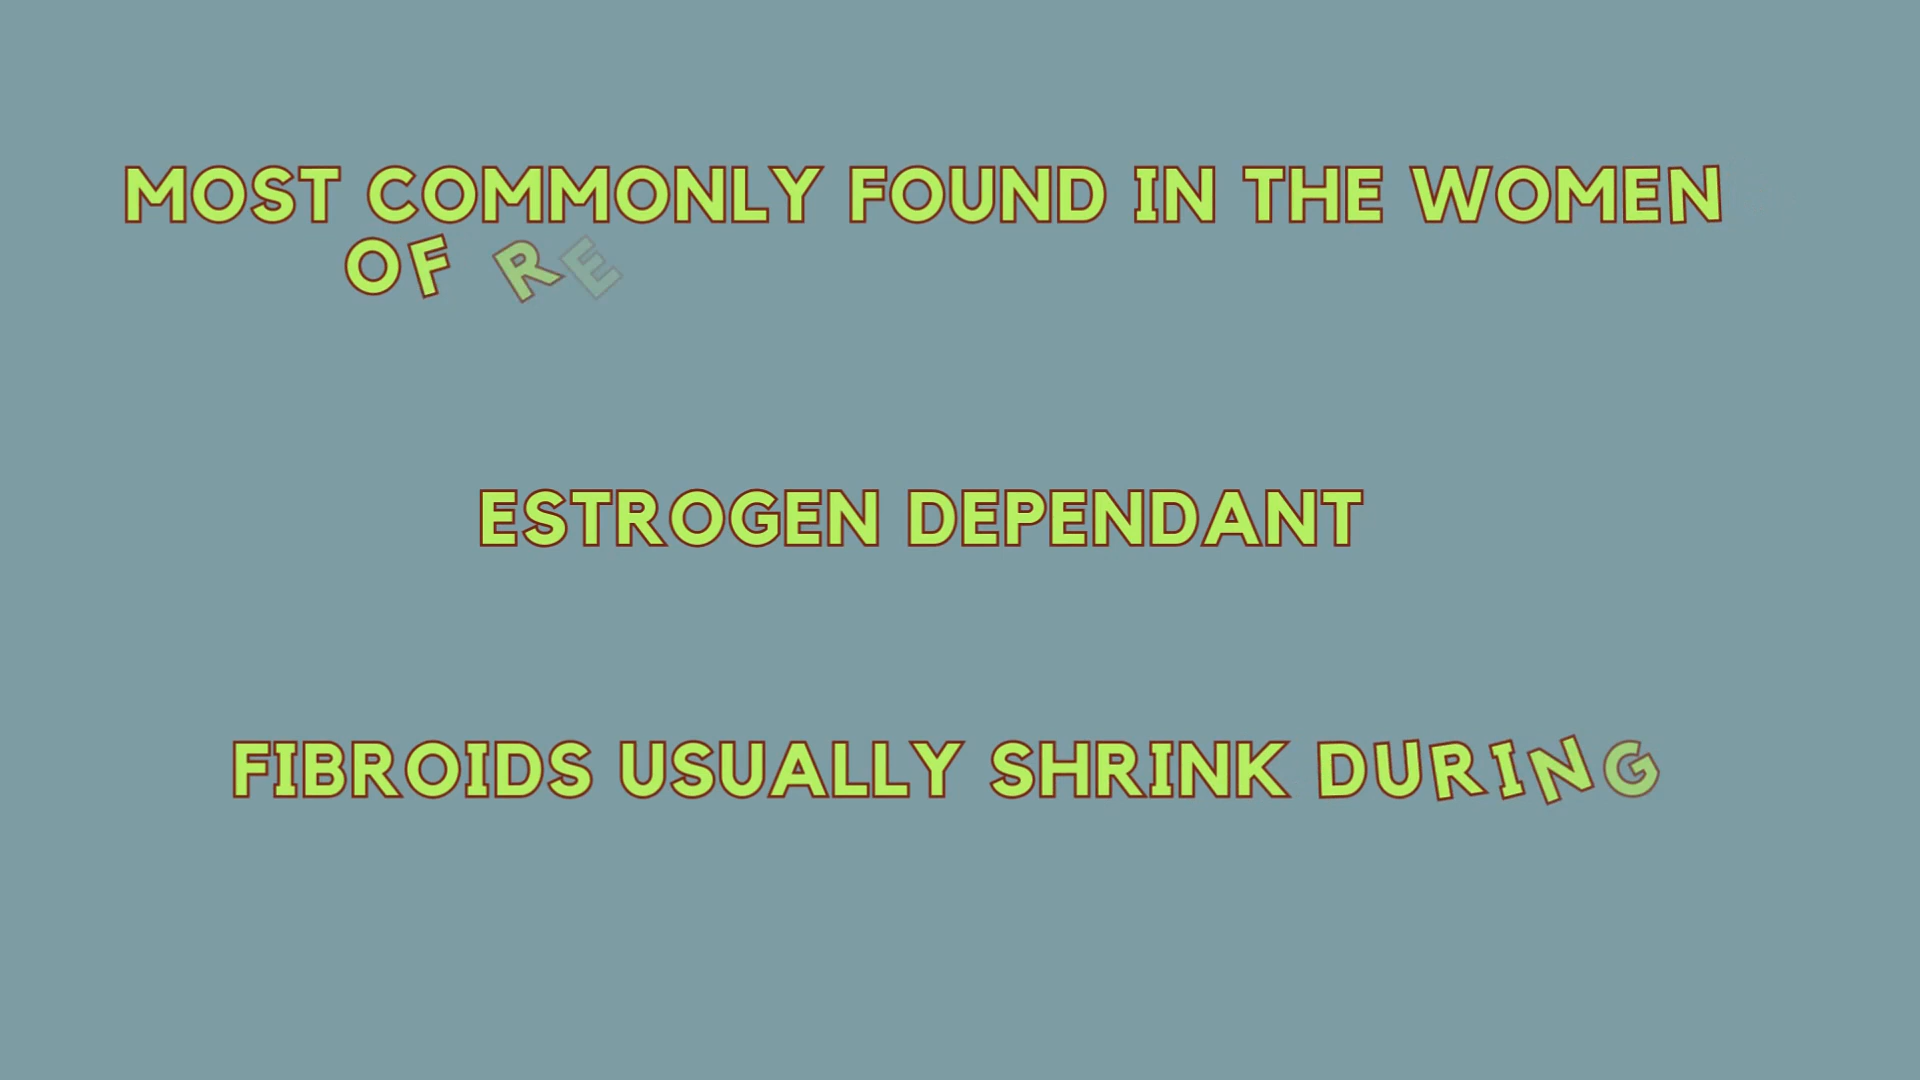 MOST COMMONLY FOUND IN THE WOMEN
OF RE
ESTROGEN DEPENDANT
FIBROIDS USUALLY SHRINK DURING